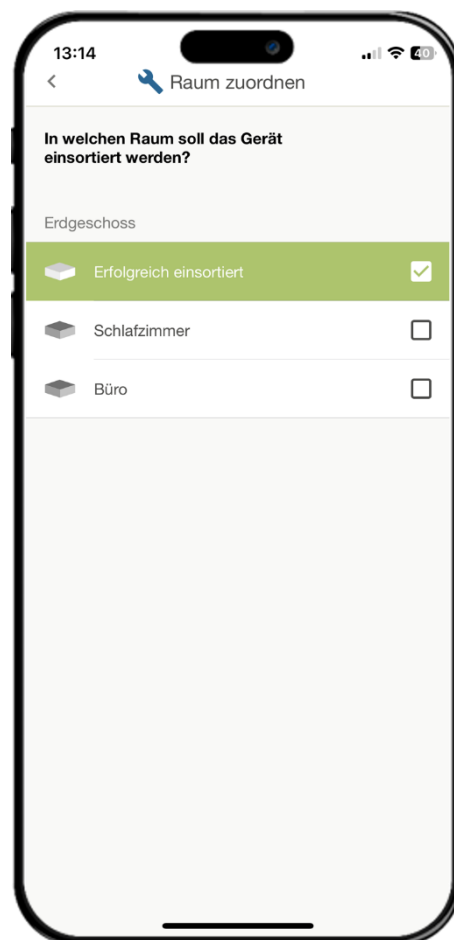 13:14
40
Raum zuordnen
In welchen Raum soll das Gerät
einsortiert werden?
Erdgeschoss
Erfolgreich einsortiert
Schlafzimmer
Büro